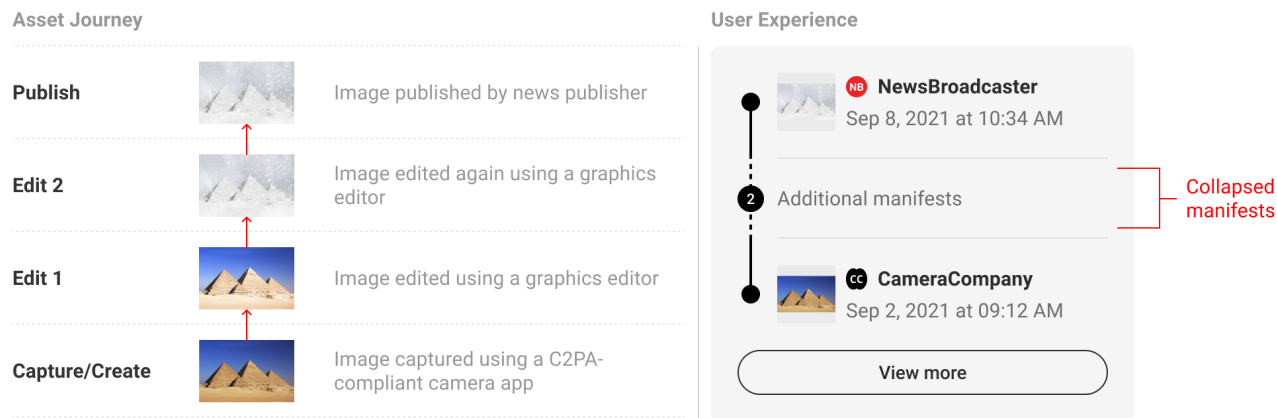 Asset Journey
Publish
Image published by news publisher
Edit 2
Image edited again using a graphics
editor
Edit 1
Image edited using a graphics editor
Capture/Create
Image captured using a C2PA-
compliant camera app
User Experience
NB NewsBroadcaster
Sep 8, 2021 at 10:34 AM
2 Additional manifests
Collapsed
manifests
CC CameraCompany
Sep 2, 2021 at 09:12 AM
View more